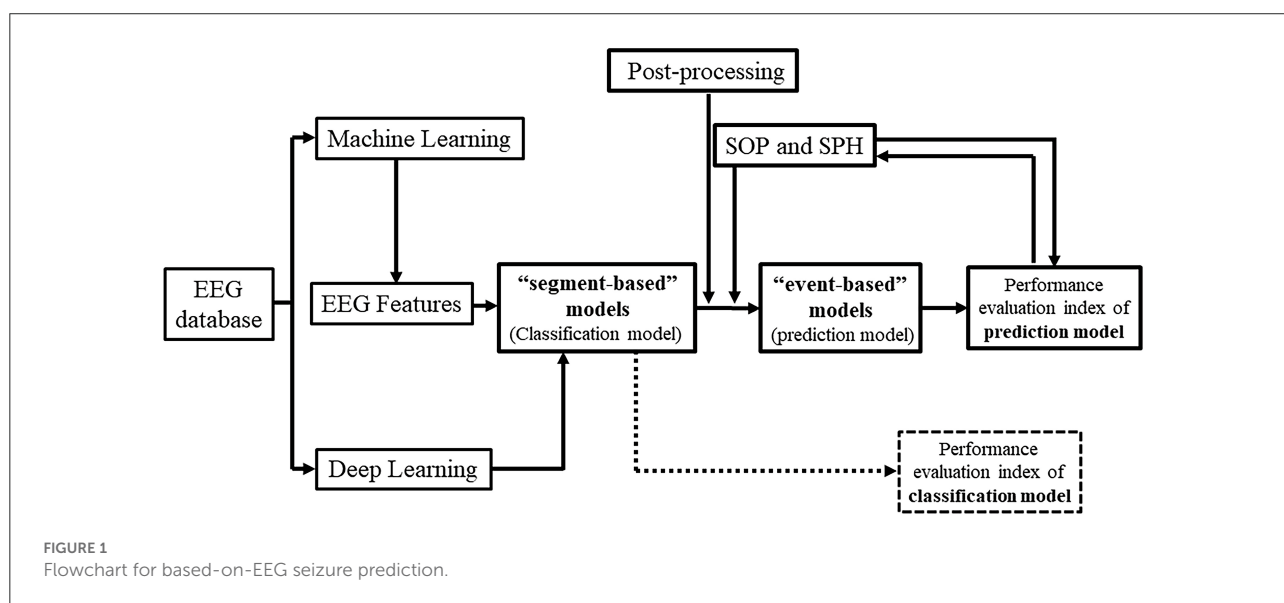 Post-processing
Machine Learning
SOP and SPH
EEG
database
EEG Features
“segment-based”
models
(Classification model)
“event-based”
models
(prediction model)
Performance
evaluation index of
prediction model
Deep Learning
Performance
evaluation index of
classification model
FIGURE 1
Flowchart for based-on-EEG seizure prediction.